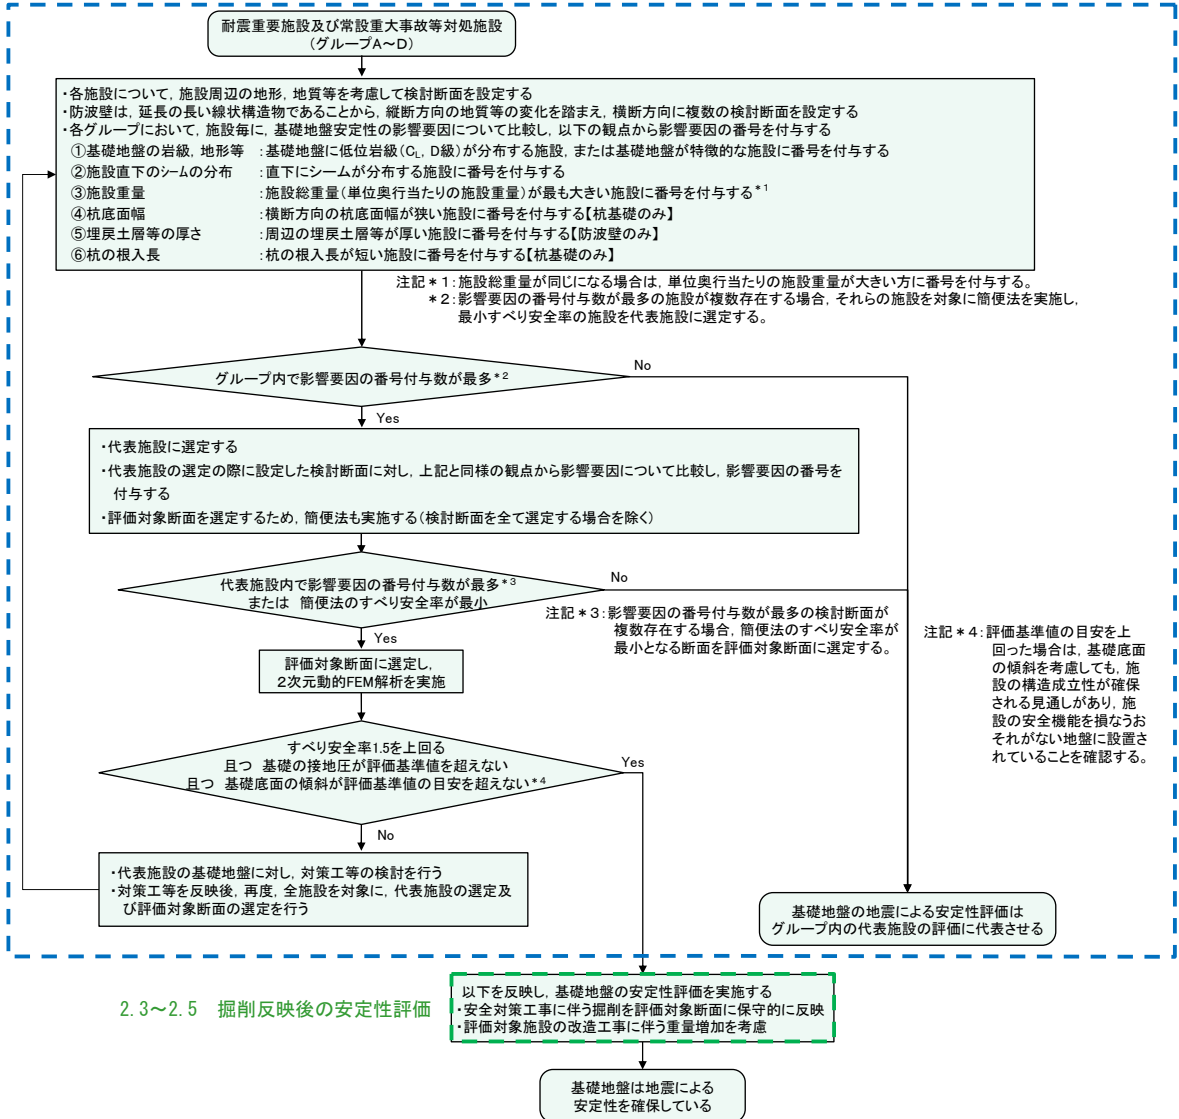 耐震重要施設及び常設重大事故等対処施設
(グループA～D)
・各施設について，施設周辺の地形，地質等を考慮して検討断面を設定する
・防波壁は，延長の長い線状構造物であることから，縦断方向の地質等の変化を踏まえ，横断方向に複数の検討断面を設定する
・各グループにおいて，施設毎に，基礎地盤安定性の影響要因について比較し，以下の観点から影響要因の番号を付与する
①基礎地盤の岩級，地形等：基礎地盤に低位岩級(CL，D級)が分布する施設，または基礎地盤が特徴的な施設に番号を付与する
②施設直下のシームの分布：直下にシームが分布する施設に番号を付与する
③施設重量：施設総重量(単位奥行当たりの施設重量)が最も大きい施設に番号を付与する*1
④杭底面幅：横断方向の杭底面幅が狭い施設に番号を付与する【杭基礎のみ】
⑤埋戻土層等の厚さ：周辺の埋戻土層等が厚い施設に番号を付与する【防波壁のみ】
⑥杭の根入長：杭の根入長が短い施設に番号を付与する【杭基礎のみ】
注記＊1：施設総重量が同じになる場合は，単位奥行当たりの施設重量が大きい方に番号を付与する。
＊2：影響要因の番号付与数が最多の施設が複数存在する場合，それらの施設を対象に簡便法を実施し，
最小すべり安全率の施設を代表施設に選定する。
グループ内で影響要因の番号付与数が最多*2
No
Yes
・代表施設に選定する
・代表施設の選定の際に設定した検討断面に対し，上記と同様の観点から影響要因について比較し，影響要因の番号を
付与する
・評価対象断面を選定するため，簡便法も実施する(検討断面を全て選定する場合を除く)
代表施設内で影響要因の番号付与数が最多*3
または　簡便法のすべり安全率が最小
No
Yes
注記＊3：影響要因の番号付与数が最多の検討断面が
複数存在する場合，簡便法のすべり安全率が
最小となる断面を評価対象断面に選定する。
注記＊4：評価基準値の目安を上
回った場合は，基礎底面
の傾斜を考慮しても，施
設の構造成立性が確保
される見通しがあり，施
設の安全機能を損なうお
それがない地盤に設置さ
れていることを確認する。
評価対象断面に選定し，
2次元動的FEM解析を実施
すべり安全率1.5を上回る
且つ　基礎の接地圧が評価基準値を超えない
且つ　基礎底面の傾斜が評価基準値の目安を超えない*4
Yes
No
・代表施設の基礎地盤に対し，対策工等の検討を行う
・対策工等を反映後，再度，全施設を対象に，代表施設の選定及
び評価対象断面の選定を行う
基礎地盤の地震による安定性評価は
グループ内の代表施設の評価に代表させる
2.3～2.5　掘削反映後の安定性評価
以下を反映し，基礎地盤の安定性評価を実施する
・安全対策工事に伴う掘削を評価対象断面に保守的に反映
・評価対象施設の改造工事に伴う重量増加を考慮
基礎地盤は地震による
安定性を確保している